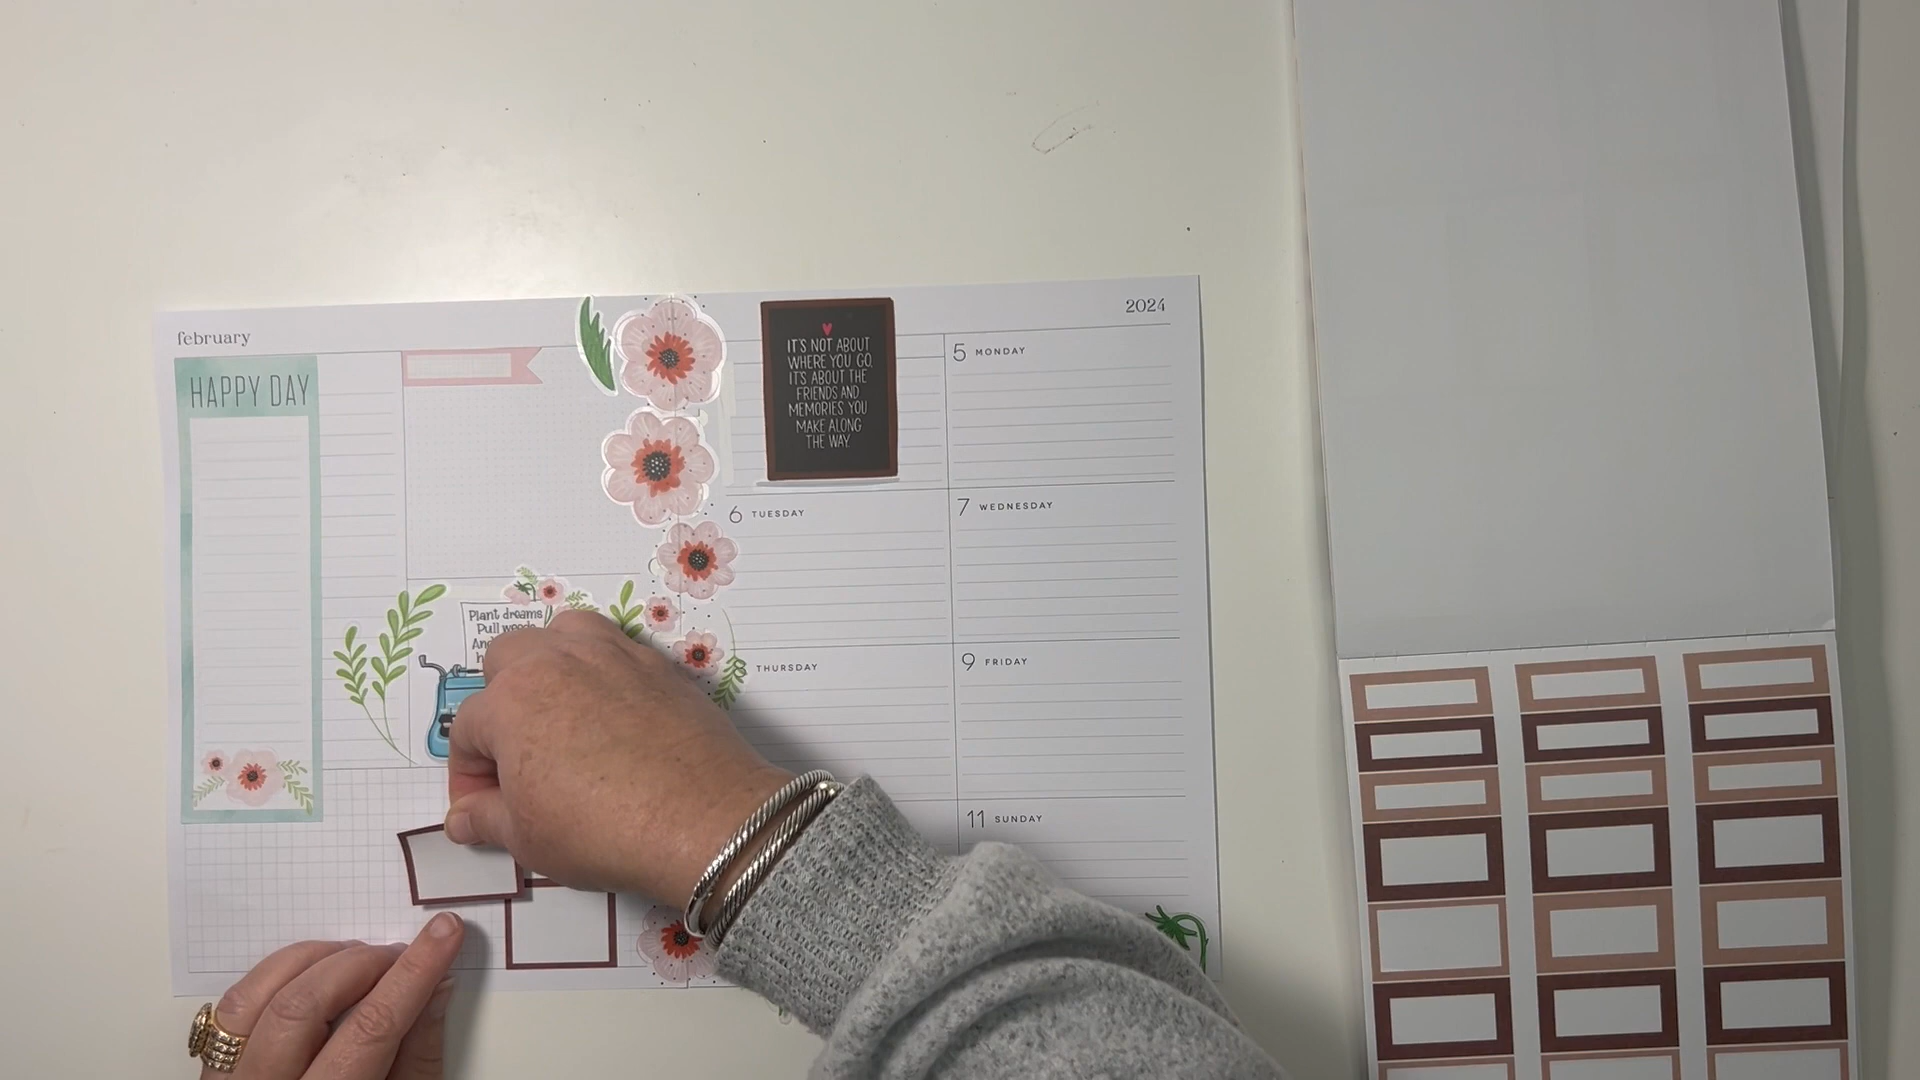 february
2024
HAPPY DAY
IT'S NOT ABOUT
WHERE YOU GO.
IT'S ABOUT THE
FRIENDS AND
MEMORIES YOU
MAKE ALONG
THE WAY.
5 MONDAY
6 TUESDAY
7 WEDNESDAY
Plant dreams
Pull weeds
And
THURSDAY
9 FRIDAY
11 SUNDAY